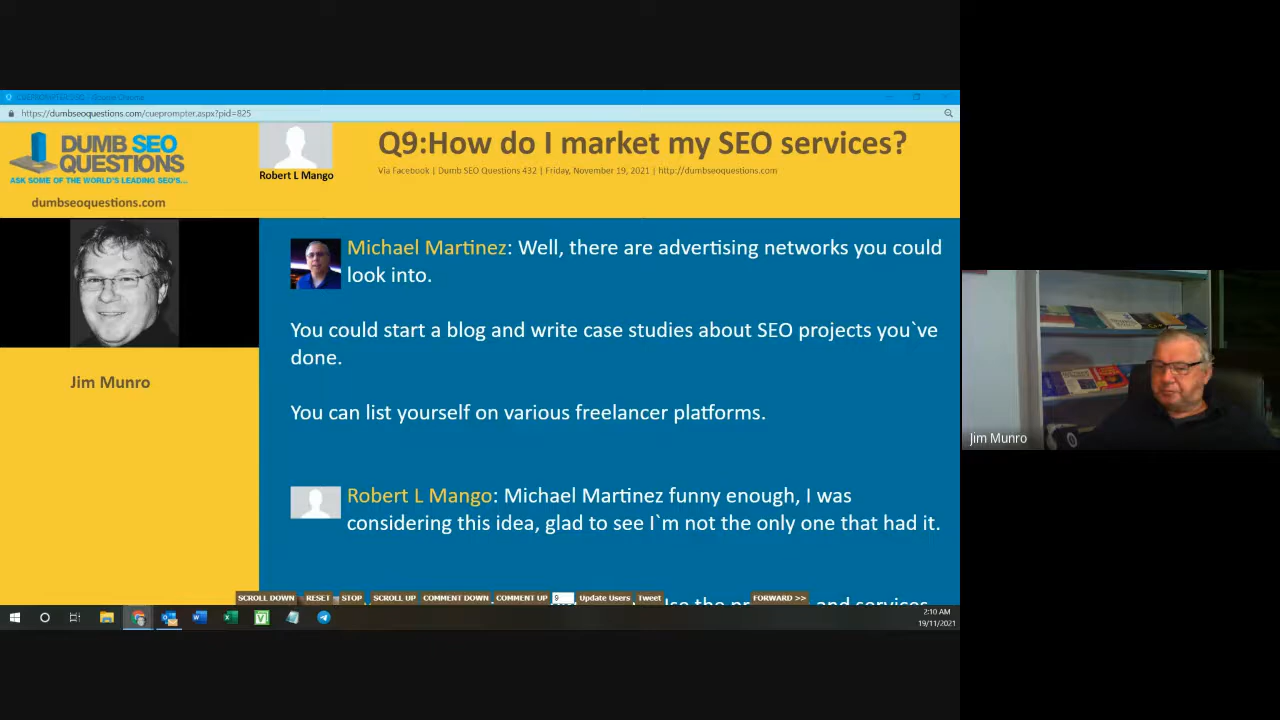 https://dumbseoquestions.com/cueprompter.aspx?pid=825
DUMB SEO
QUESTIONS
ASK SOME OF THE WORLD'S LEADING SEO'S...
dumbseoquestions.com
Robert L Mango
Q9:How do I market my SEO services?
Via Facebook | Dumb SEO Questions 432 | Friday, November 19, 2021 | http://dumbseoquestions.com
Jim Munro
Michael Martinez: Well, there are advertising networks you could
look into.
You could start a blog and write case studies about SEO projects you`ve
done.
You can list yourself on various freelancer platforms.
Robert L Mango: Michael Martinez funny enough, I was
considering this idea, glad to see I`m not the only one that had it.
Use the and services
SCROLL DOWN RESET STOP SCROLL UP COMMENT DOWN COMMENT UP 9 Update Users Tweet FORWARD >>
2:10 AM
19/11/2021
Jim Munro